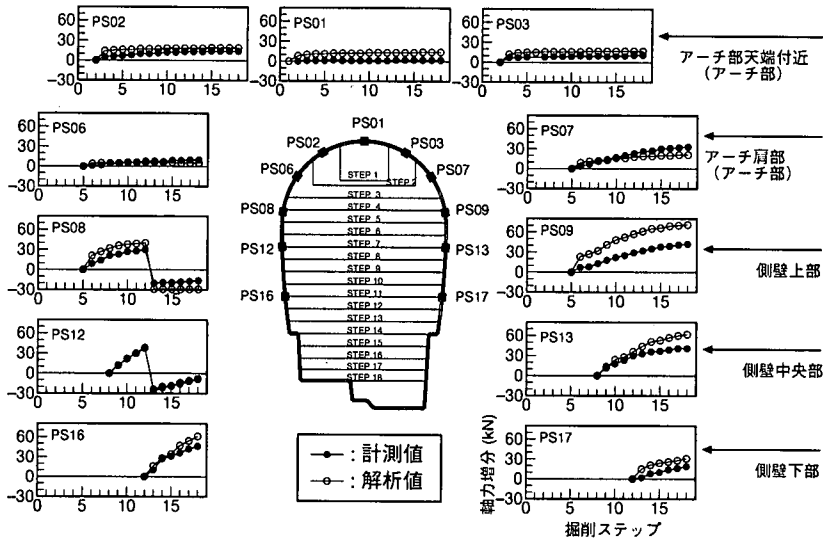 PS02
60
30
0
-30
0 5 10 15
PS01
60
30
0
-30
0 5 10 15
PS03
60
30
0
-30
0 5 10 15
アーチ部天端付近
(アーチ部)
PS06
60
30
0
-30
0 5 10 15
PS07
60
30
0
-30
0 5 10 15
アーチ肩部
(アーチ部)
PS08
60
30
0
-30
0 5 10 15
PS09
60
30
0
-30
0 5 10 15
側壁上部
PS12
60
30
0
-30
0 5 10 15
PS13
60
30
0
-30
0 5 10 15
側壁中央部
PS16
60
30
0
-30
0 5 10 15
PS17
60
30
0
-30
0 5 10 15
側壁下部
軸力増分 (kN)
掘削ステップ
PS01
PS02 PS03
PS06 PS07
PS08 PS09
PS12 PS13
PS16 PS17
STEP 1
STEP 2
STEP 3
STEP 4
STEP 5
STEP 6
STEP 7
STEP 8
STEP 9
STEP 10
STEP 11
STEP 12
STEP 13
STEP 14
STEP 15
STEP 16
STEP 17
STEP 18
: 計測値
: 解析値